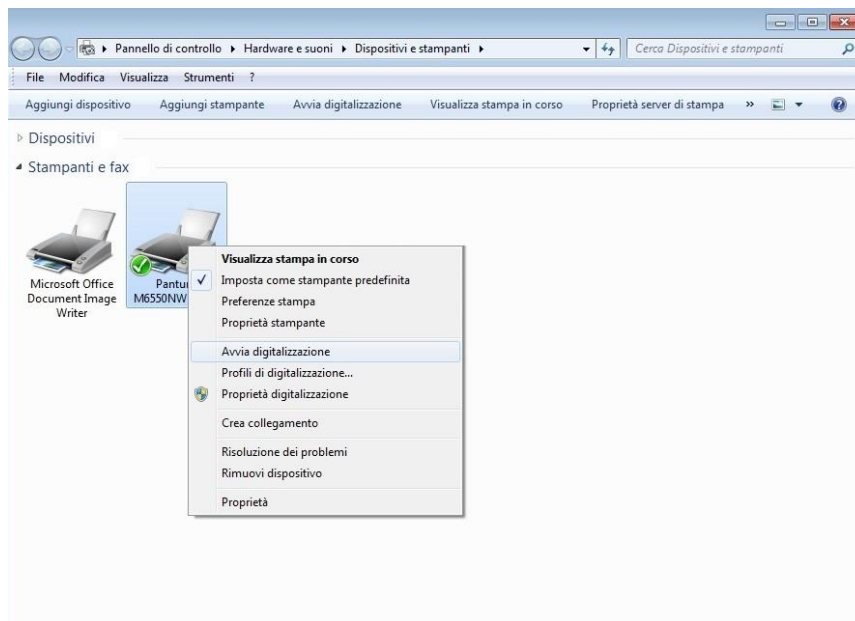 Pannello di controllo Hardware e suoni Dispositivi e stampanti Cerca Dispositivi e stampanti
File Modifica Visualizza Strumenti ?
Aggiungi dispositivo Aggiungi stampante Avvia digitalizzazione Visualizza stampa in corso Proprietà server di stampa »
Dispositivi
Stampanti e fax
Microsoft Office
Document Image
Writer
M6550NW
Visualizza stampa in corso
Imposta come stampante predefinita
Preferenze stampa
Proprietà stampante
Avvia digitalizzazione
Profili di digitalizzazione...
Proprietà digitalizzazione
Crea collegamento
Risoluzione dei problemi
Rimuovi dispositivo
Proprietà